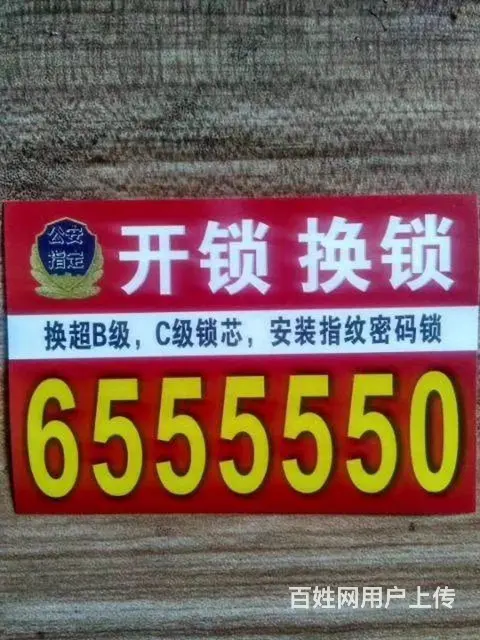 公安
指定
开锁 换锁
换超B级，C级锁芯，安装指纹密码锁
6555550
百姓网用户上传